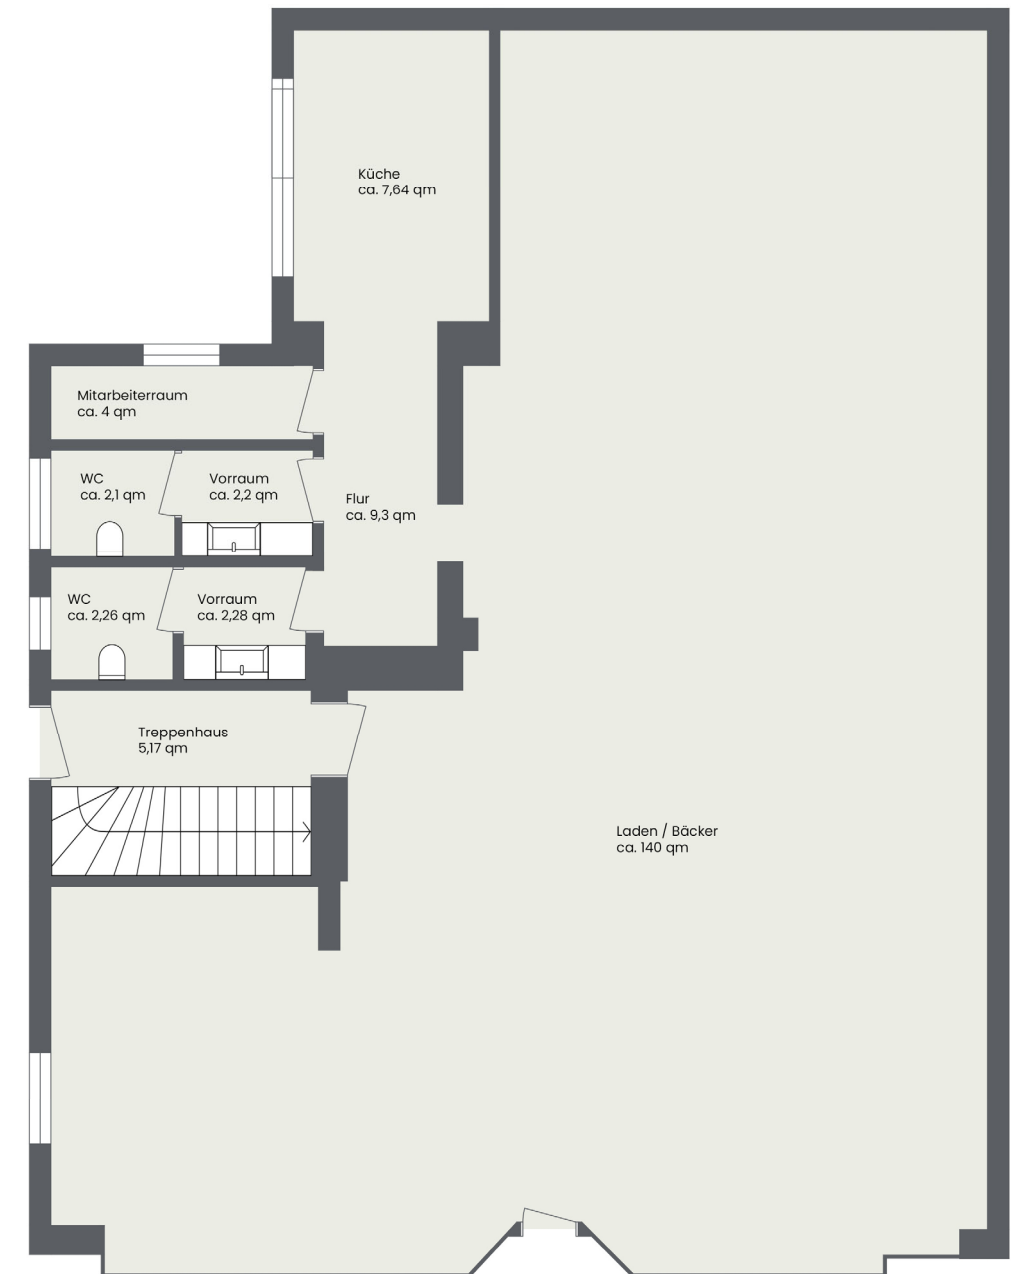 Küche
ca. 7,64 qm
Mitarbeiterraum
ca. 4 qm
WC
ca. 2,1 qm
Vorraum
ca. 2,2 qm
Flur
ca. 9,3 qm
WC
ca. 2,26 qm
Vorraum
ca. 2,28 qm
Treppenhaus
5,17 qm
Laden / Bäcker
ca. 140 qm